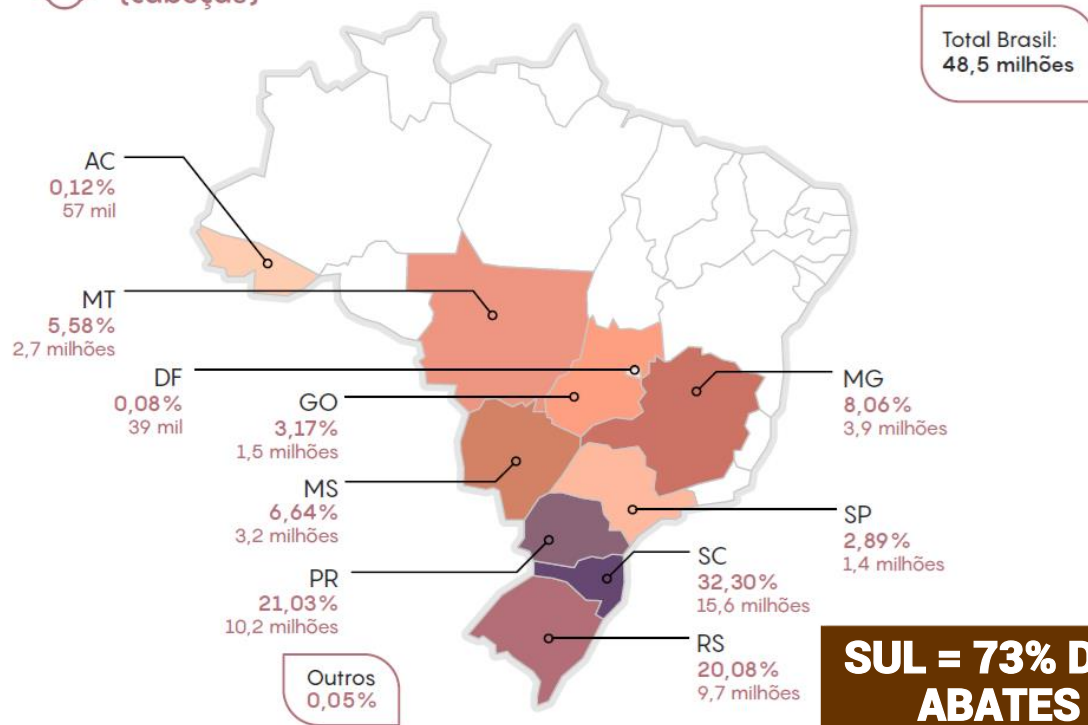 (cabeças)
Total Brasil:
48,5 milhões
AC
0,12%
57 mil
MT
5,58%
2,7 milhões
DF
0,08%
39 mil
GO
3,17%
1,5 milhões
MS
6,64%
3,2 milhões
PR
21,03%
10,2 milhões
Outros
0,05%
MG
8,06%
3,9 milhões
SP
2,89%
1,4 milhões
SC
32,30%
15,6 milhões
RS
20,08%
9,7 milhões
SUL = 73% D
ABATES